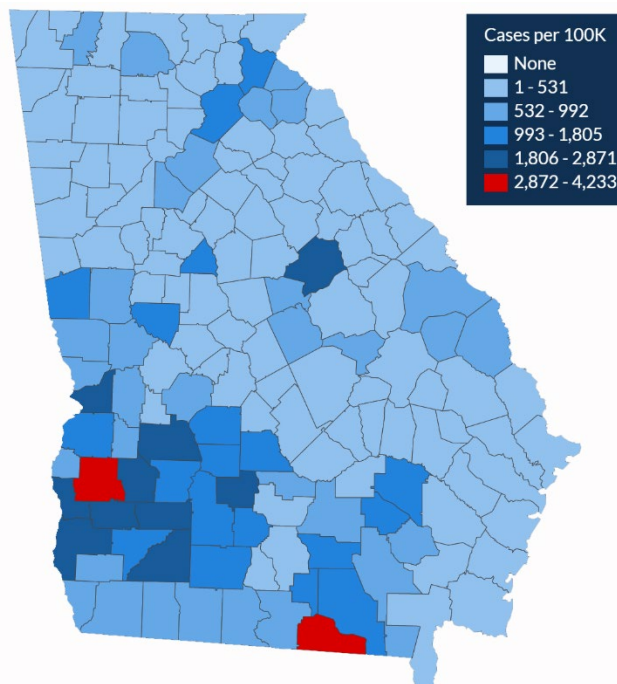 Cases per 100K
None
1 - 531
532 - 992
993 - 1,805
1,806 - 2,871
2,872 - 4,233